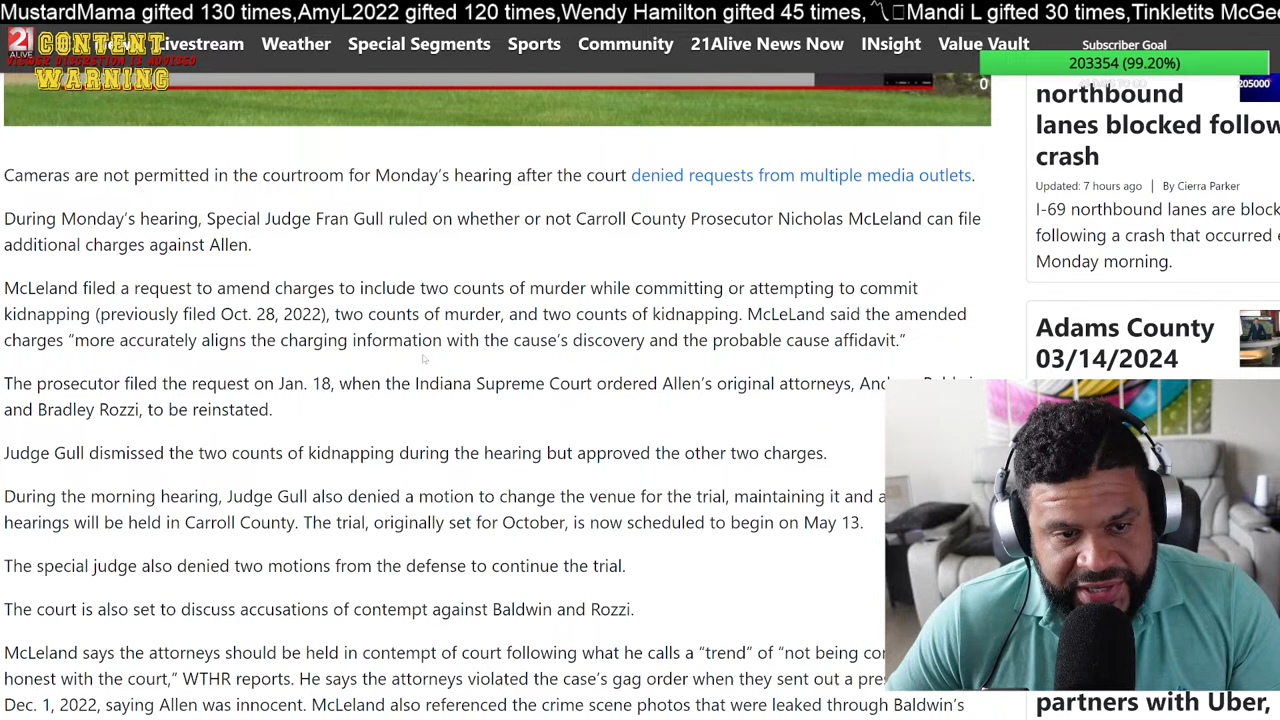 MustardMama gifted 130 times,AmyL2022 gifted 120 times,Wendy Hamilton gifted 45 times, Mandi L gifted 30 times,Tinkletits McGe
21 ALIVE
Livestream Weather Special Segments Sports Community 21Alive News Now INsight Value Vault
CONTENT
VIEWER DISCRETION IS ADVISED
WARNING
Subscriber Goal
203354 (99.20%)
205000
0
Cameras are not permitted in the courtroom for Monday’s hearing after the court denied requests from multiple media outlets.
During Monday’s hearing, Special Judge Fran Gull ruled on whether or not Carroll County Prosecutor Nicholas McLeland can file
additional charges against Allen.
McLeland filed a request to amend charges to include two counts of murder while committing or attempting to commit
kidnapping (previously filed Oct. 28, 2022), two counts of murder, and two counts of kidnapping. McLeLand said the amended
charges “more accurately aligns the charging information with the cause’s discovery and the probable cause affidavit.”
The prosecutor filed the request on Jan. 18, when the Indiana Supreme Court ordered Allen’s original attorneys,
and Bradley Rozzi, to be reinstated.
Judge Gull dismissed the two counts of kidnapping during the hearing but approved the other two charges.
During the morning hearing, Judge Gull also denied a motion to change the venue for the trial, maintaining it and a
hearings will be held in Carroll County. The trial, originally set for October, is now scheduled to begin on May 13.
The special judge also denied two motions from the defense to continue the trial.
The court is also set to discuss accusations of contempt against Baldwin and Rozzi.
McLeland says the attorneys should be held in contempt of court following what he calls a “trend” of “not being
honest with the court,” WTHR reports. He says the attorneys violated the case’s gag order when they sent out a
Dec. 1, 2022, saying Allen was innocent. McLeland also referenced the crime scene photos that were leaked through Baldwin’s
northbound
lanes blocked follow
crash
Updated: 7 hours ago | By Cierra Parker
I-69 northbound lanes are block
following a crash that occurred
Monday morning.
Adams County
03/14/2024
partners with Uber,